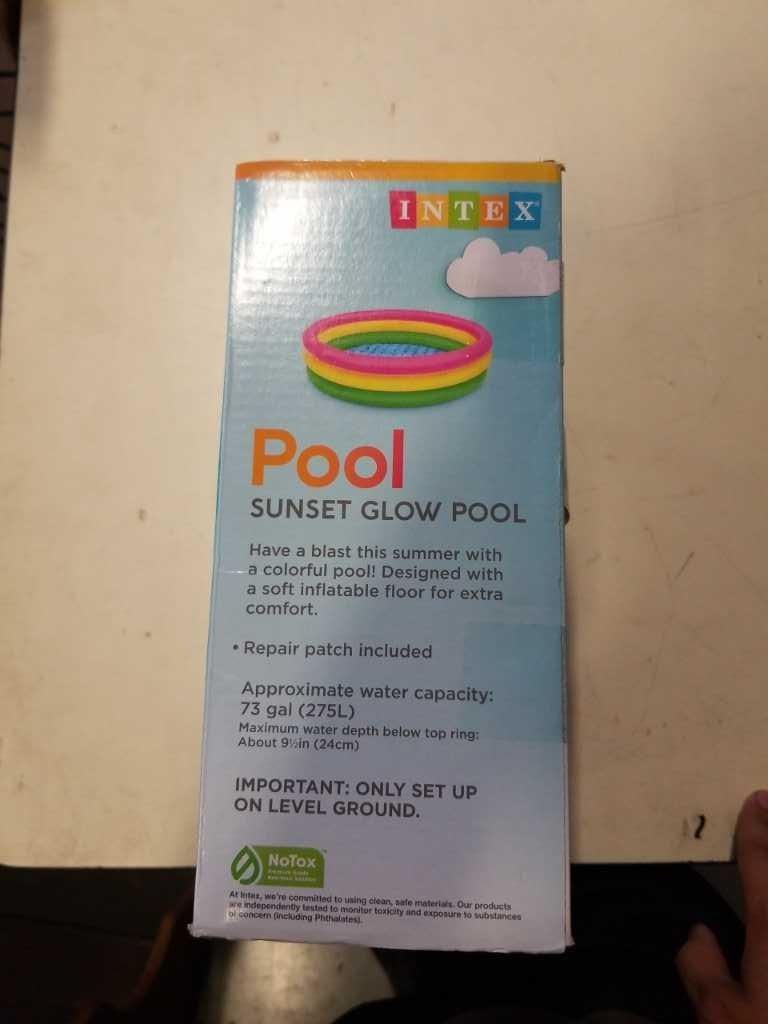 INTEX
Pool
SUNSET GLOW POOL
Have a blast this summer with
a colorful pool! Designed with
a soft inflatable floor for extra
comfort.
• Repair patch included
Approximate water capacity:
73 gal (275L)
Maximum water depth below top ring:
About 9½in (24cm)
IMPORTANT: ONLY SET UP
ON LEVEL GROUND.
NoTox™
At Intex, we're committed to using clean, safe materials. Our products
are independently tested to monitor toxicity and exposure to substances
of concern (including Phthalates).